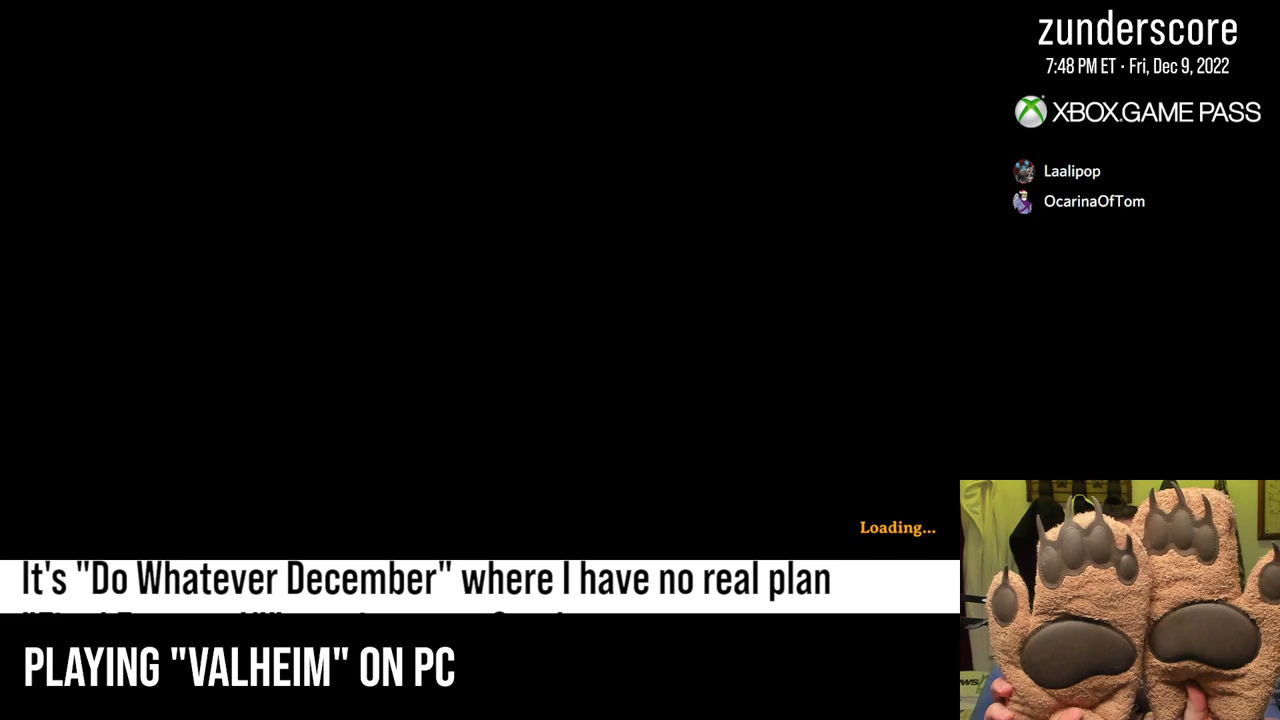 zunderscore
7:48 PM ET · Fri, Dec 9, 2022
XBOX GAME PASS
Laalipop
OcarinaOfTom
Loading...
It's "Do Whatever December" where I have no real plan
PLAYING "VALHEIM" ON PC